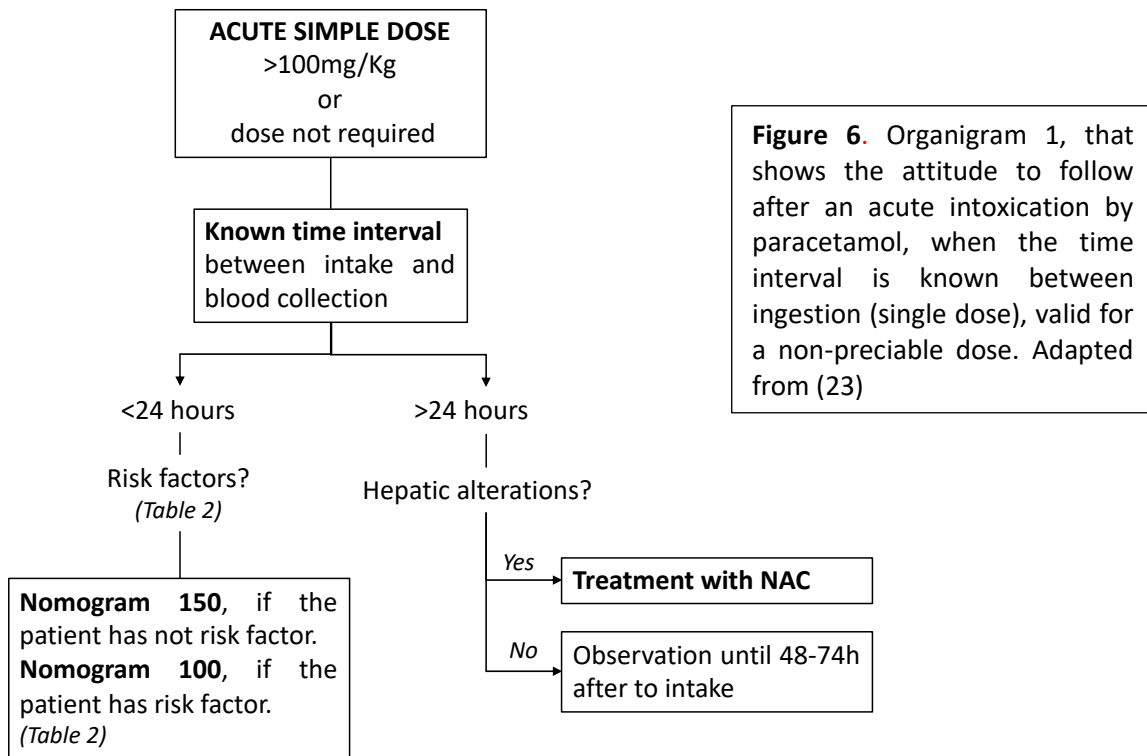 ACUTE SIMPLE DOSE
>100mg/Kg
or
dose not required
Known time interval
between intake and
blood collection
<24 hours
>24 hours
Risk factors?
(Table 2)
Hepatic alterations?
Yes
Treatment with NAC
No
Observation until 48-74h
after to intake
Nomogram 150, if the
patient has not risk factor.
Nomogram 100, if the
patient has risk factor.
(Table 2)
Figure 6. Organigram 1, that
shows the attitude to follow
after an acute intoxication by
paracetamol, when the time
interval is known between
ingestion (single dose), valid for
a non-preciable dose. Adapted
from (23)